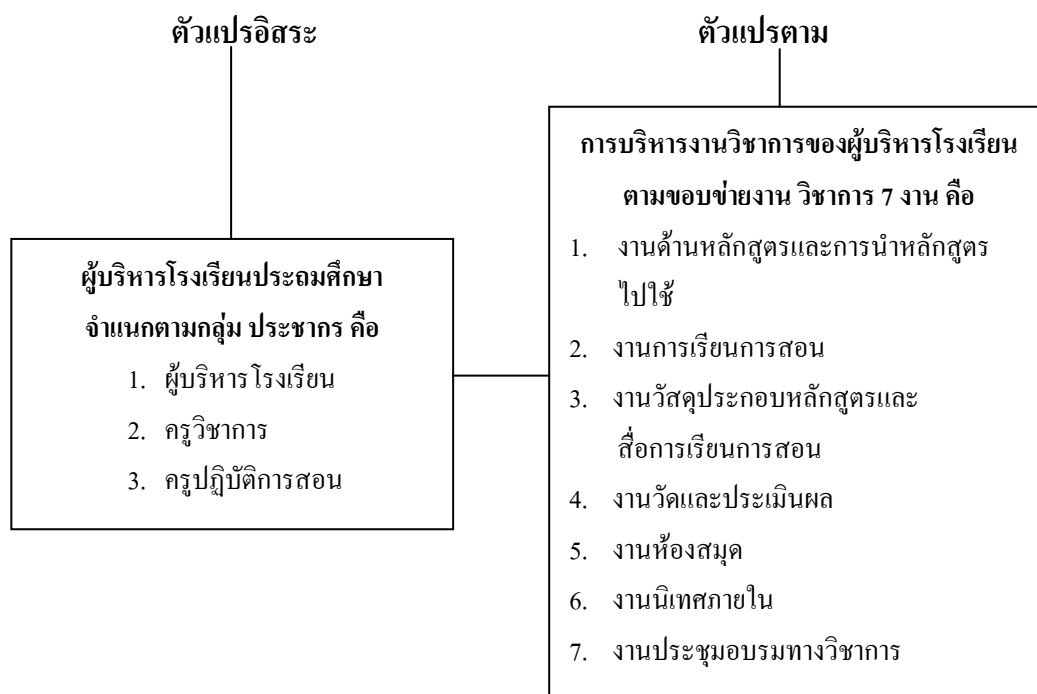 ตัวแปรอิสระ
ตัวแปรตาม
ผู้บริหารโรงเรียนประถมศึกษา
จำแนกตามกลุ่ม ประชากร คือ
1. ผู้บริหารโรงเรียน
2. ครูวิชาการ
3. ครูปฏิบัติการสอน
การบริหารงานวิชาการของผู้บริหารโรงเรียน
ตามขอบข่ายงาน วิชาการ 7 งาน คือ
1. งานด้านหลักสูตรและการนำหลักสูตร
ไปใช้
2. งานการเรียนการสอน
3. งานวัสดุประกอบหลักสูตรและ
สื่อการเรียนการสอน
4. งานวัดและประเมินผล
5. งานห้องสมุด
6. งานนิเทศภายใน
7. งานประชุมอบรมทางวิชาการ